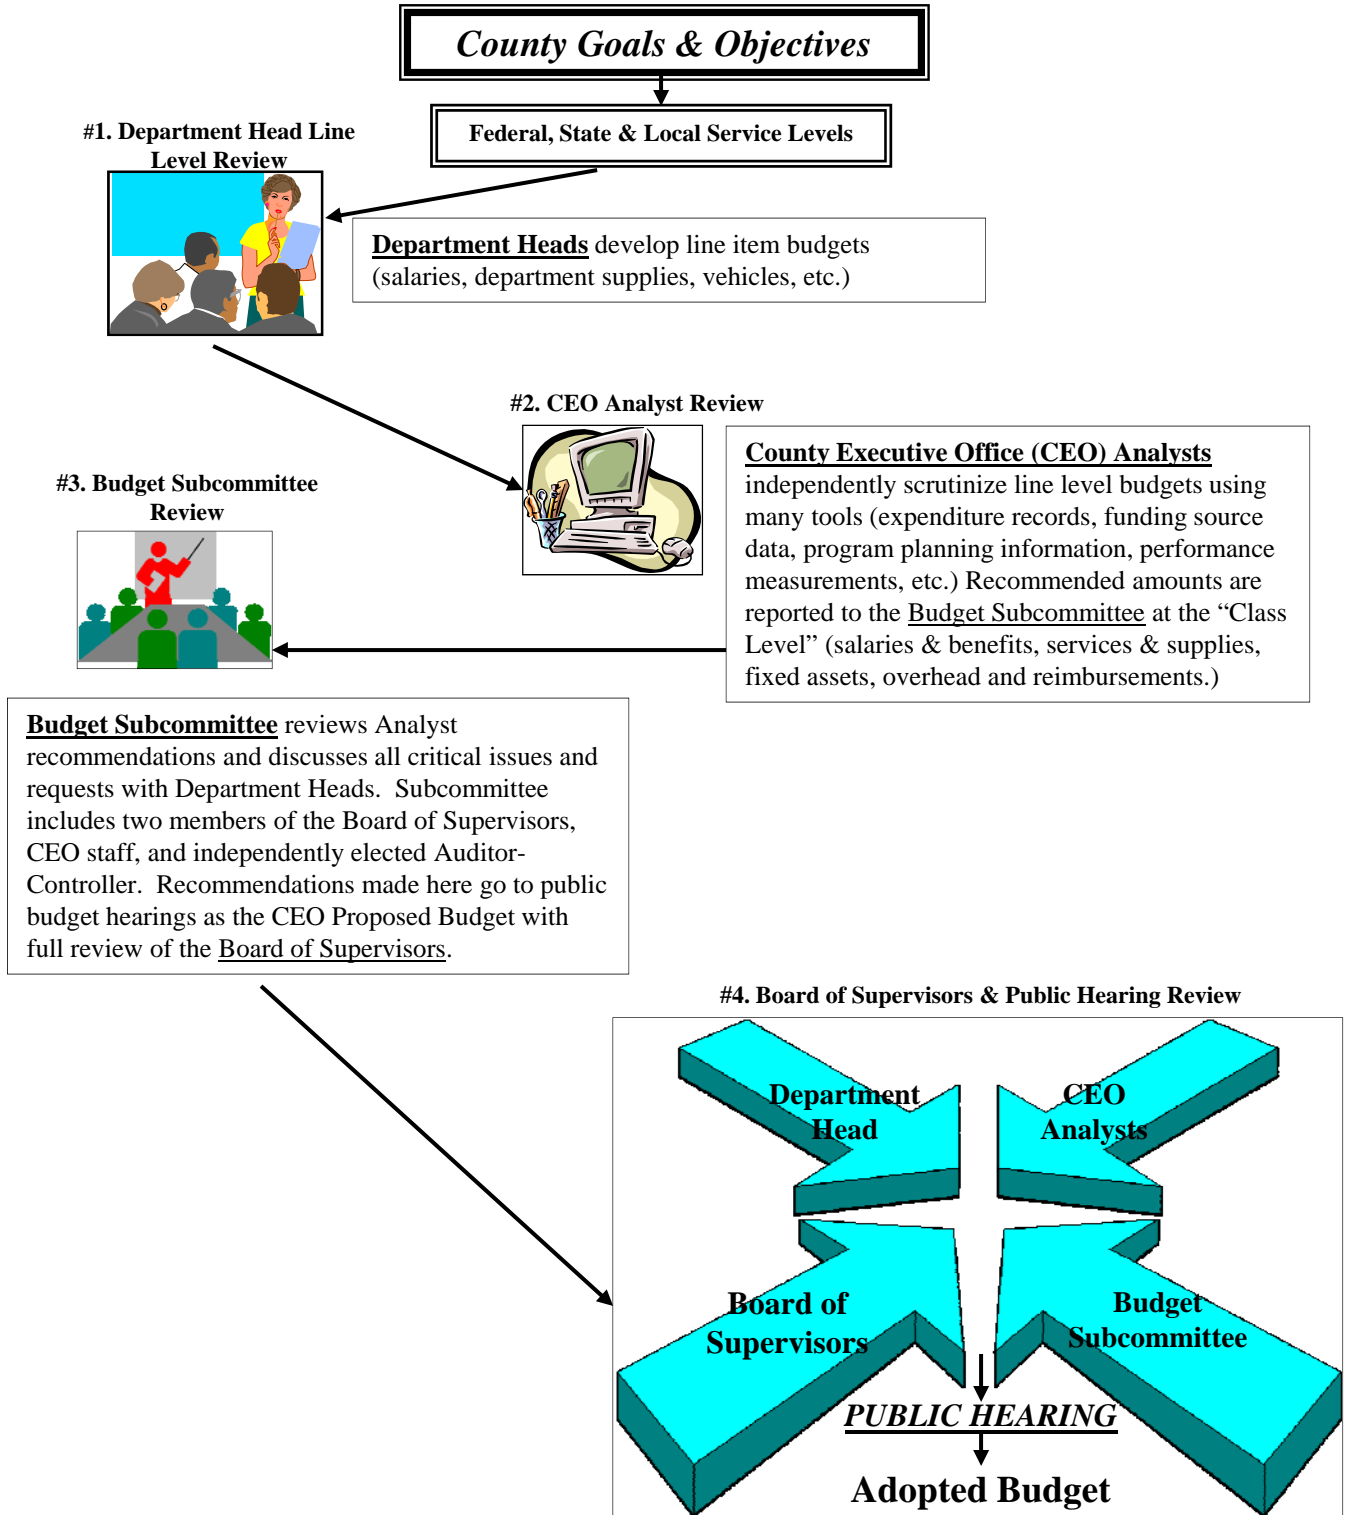 County Goals & Objectives
Federal, State & Local Service Levels
#1. Department Head Line
Level Review
Department Heads develop line item budgets
(salaries, department supplies, vehicles, etc.)
#2. CEO Analyst Review
County Executive Office (CEO) Analysts
independently scrutinize line level budgets using
many tools (expenditure records, funding source
data, program planning information, performance
measurements, etc.) Recommended amounts are
reported to the Budget Subcommittee at the “Class
Level” (salaries & benefits, services & supplies,
fixed assets, overhead and reimbursements.)
#3. Budget Subcommittee
Review
Budget Subcommittee reviews Analyst
recommendations and discusses all critical issues and
requests with Department Heads.  Subcommittee
includes two members of the Board of Supervisors,
CEO staff, and independently elected Auditor-
Controller.  Recommendations made here go to public
budget hearings as the CEO Proposed Budget with
full review of the Board of Supervisors.
#4. Board of Supervisors & Public Hearing Review
Department
Head
CEO
Analysts
Board of
Supervisors
Budget
Subcommittee
PUBLIC HEARING
Adopted Budget